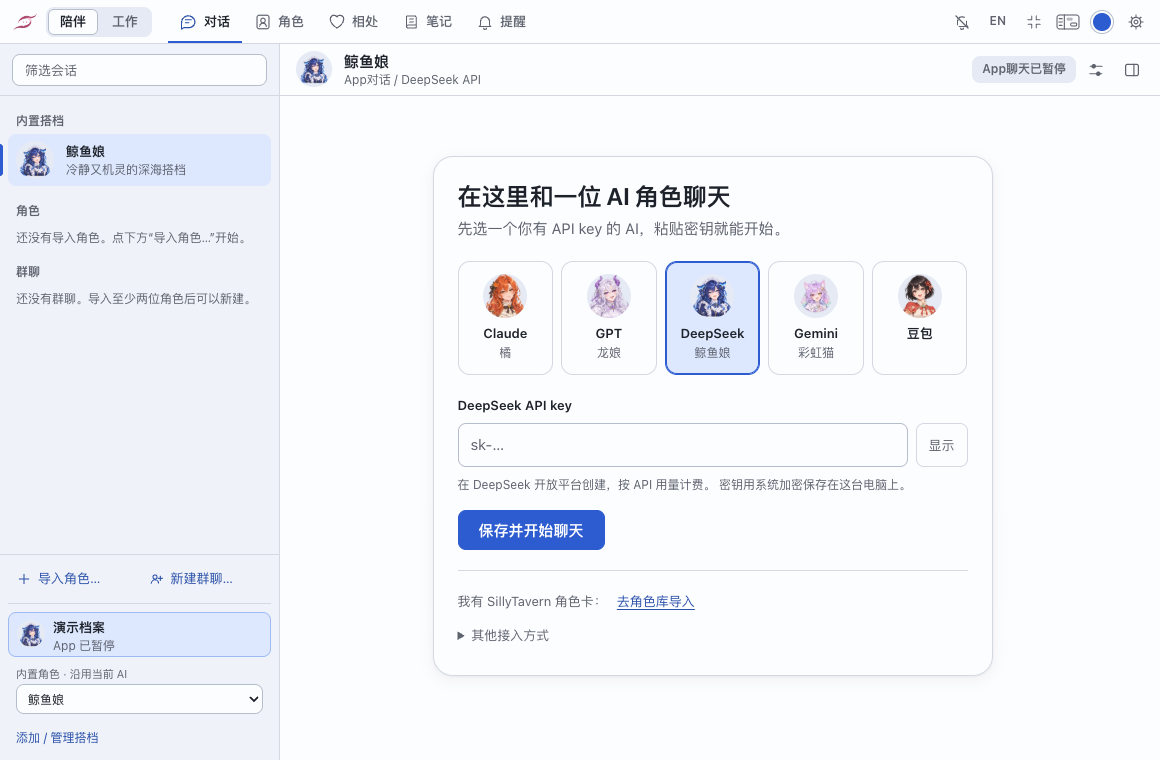 陪伴
工作
对话
角色
相处
笔记
提醒
EN
筛选会话
内置搭档
鲸鱼娘
冷静又机灵的深海搭档
角色
还没有导入角色。点下方“导入角色…”开始。
群聊
还没有群聊。导入至少两位角色后可以新建。
导入角色…
新建群聊…
演示档案
App 已暂停
内置角色 · 沿用当前 AI
鲸鱼娘
添加 / 管理搭档
鲸鱼娘
App对话 / DeepSeek API
App聊天已暂停
在这里和一位 AI 角色聊天
先选一个你有 API key 的 AI，粘贴密钥就能开始。
Claude
橘
GPT
龙娘
DeepSeek
鲸鱼娘
Gemini
彩虹猫
豆包
DeepSeek API key
sk-...
显示
在 DeepSeek 开放平台创建，按 API 用量计费。 密钥用系统加密保存在这台电脑上。
保存并开始聊天
我有 SillyTavern 角色卡： 去角色库导入
其他接入方式